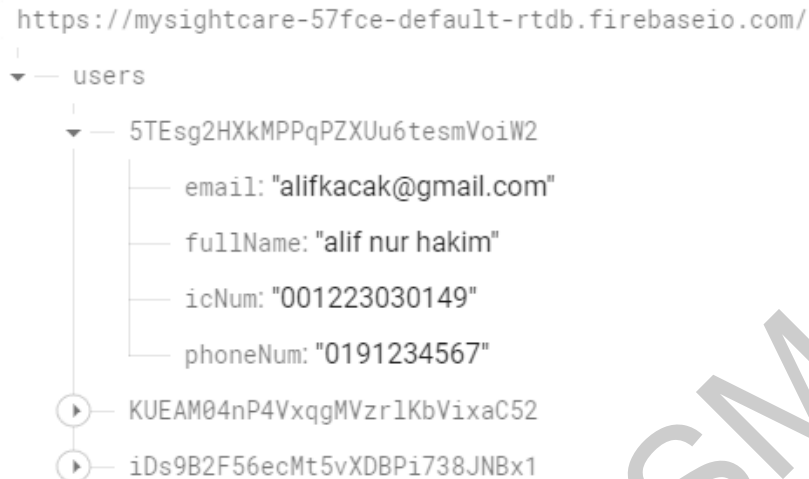 https://mysightcare-57fce-default-rtdb.firebaseio.com/
users
5TEsg2HXkMPPqPZXUu6tesmVoiW2
email: "alifkacak@gmail.com"
fullName: "alif nur hakim"
icNum: "001223030149"
phoneNum: "0191234567"
KUEAM04nP4VxqgMVzrlKbVixaC52
iDs9B2F56ecMt5vXDBPi738JNBx1
SM